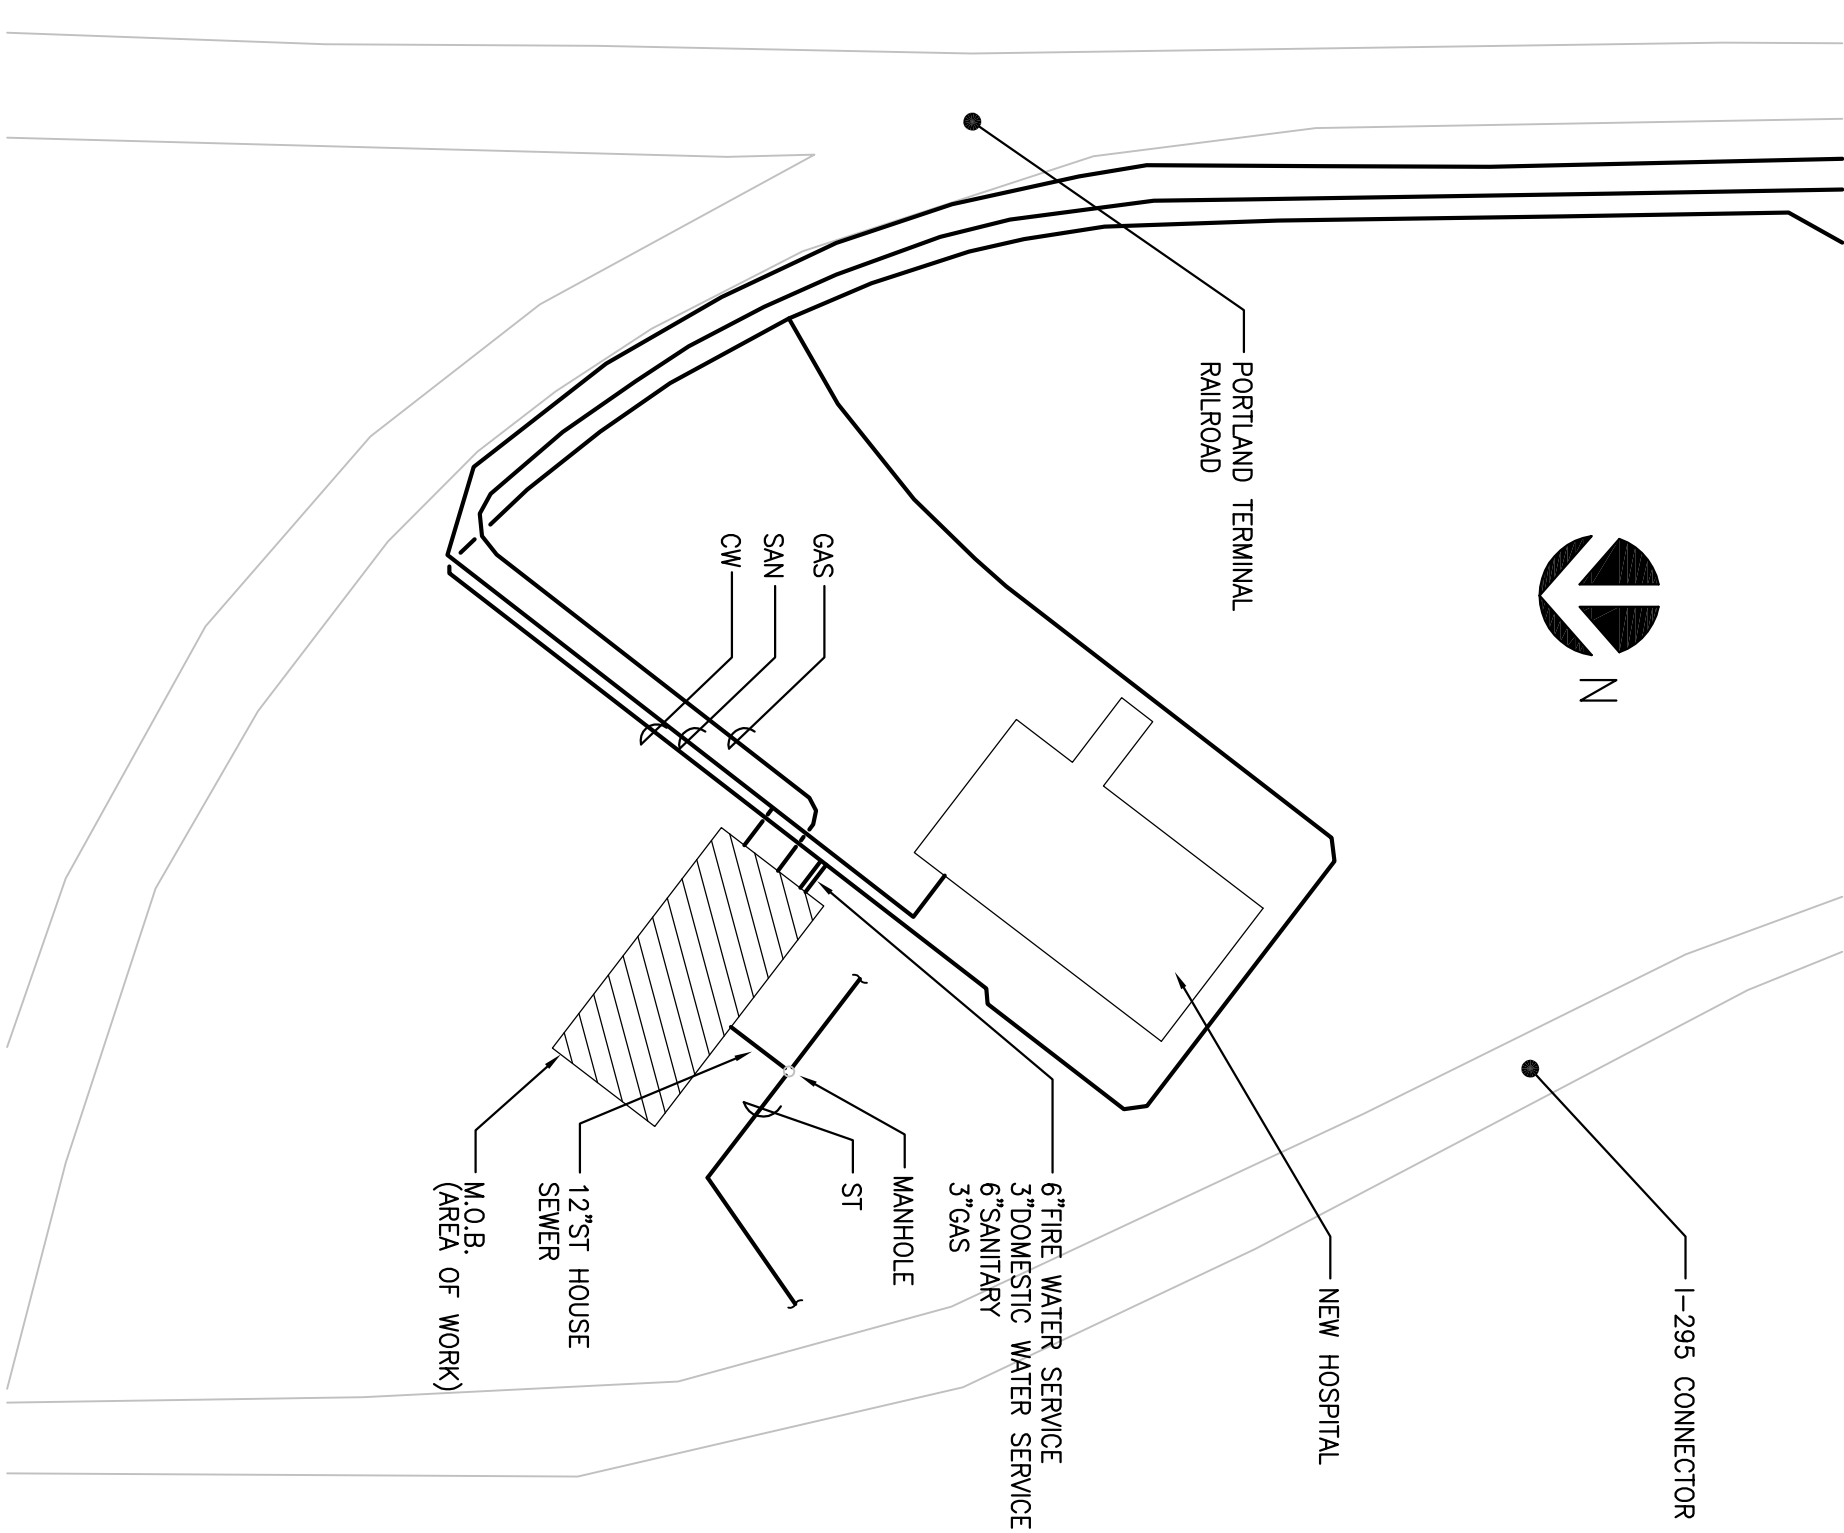 I-295 CONNECTOR
N
NEW HOSPITAL
PORTLAND TERMINAL
RAILROAD
6"FIRE WATER SERVICE
3"DOMESTIC WATER SERVICE
6"SANITARY
3"GAS
MANHOLE
ST
GAS
SAN
CW
12"ST HOUSE
SEWER
M.O.B.
(AREA OF WORK)